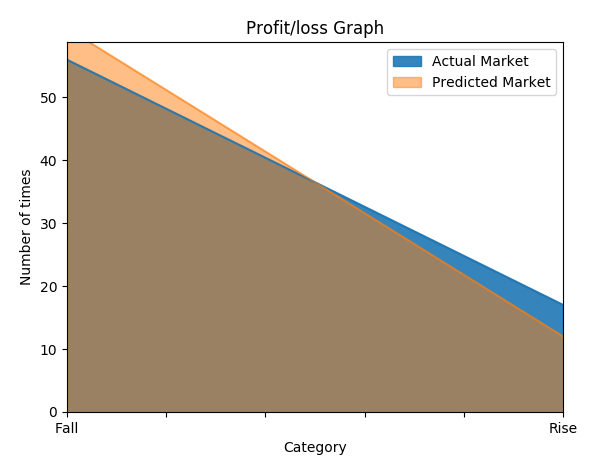 Profit/loss Graph
Actual Market
Predicted Market
50
40
30
20
10
0
Number of times
Fall
Rise
Category